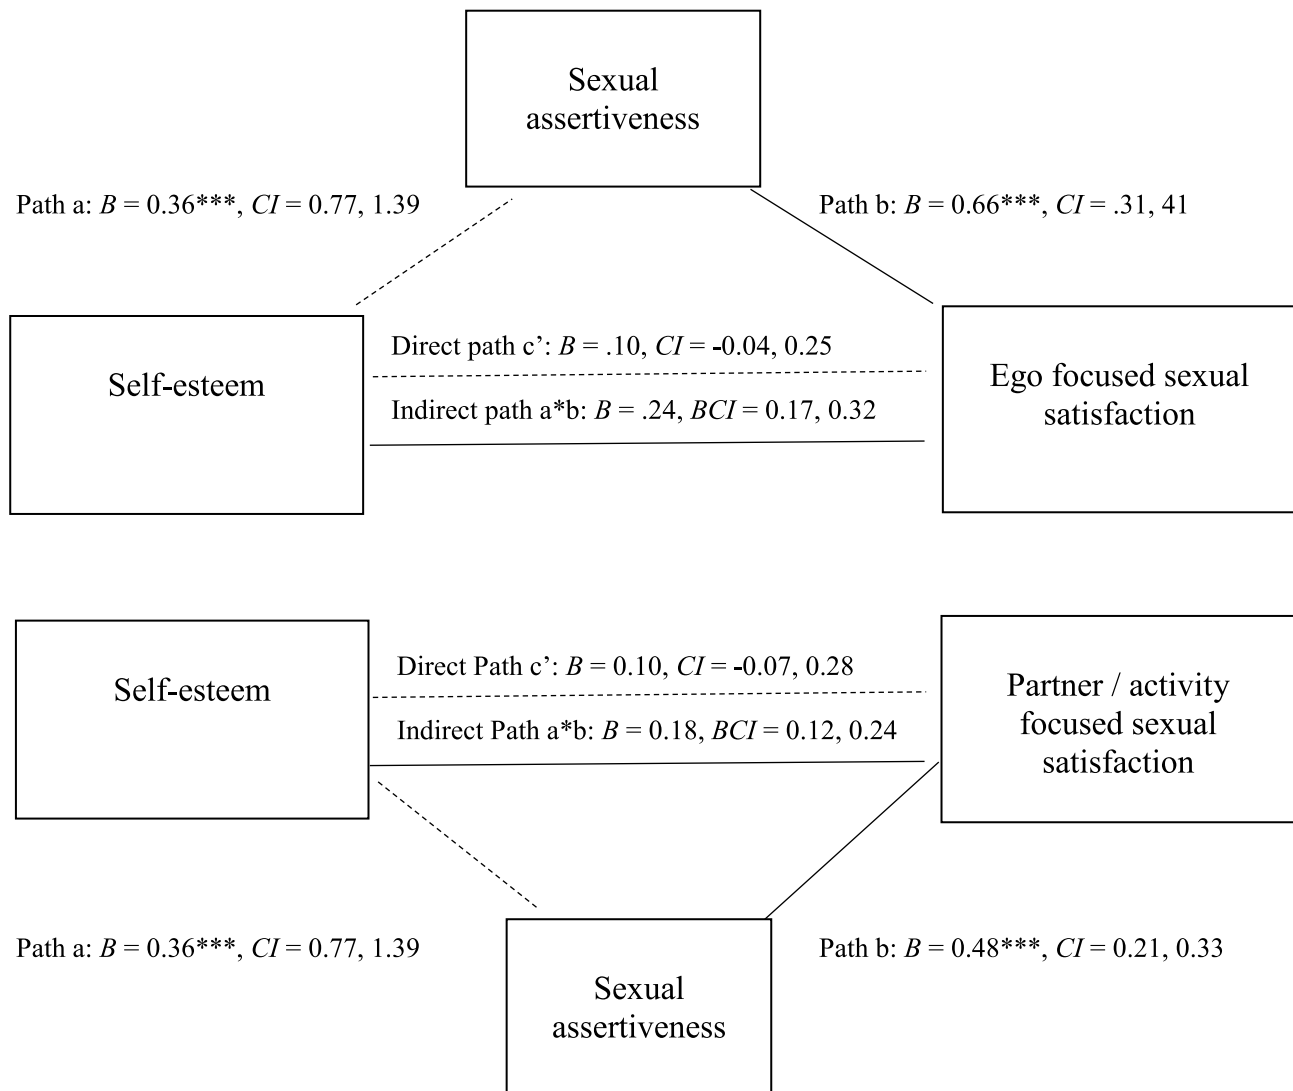 Sexual
assertiveness
Path a: B = 0.36***, CI = 0.77, 1.39
Path b: B = 0.66***, CI = .31, 41
Self-esteem
Direct path c’: B = .10, CI = -0.04, 0.25
Indirect path a*b: B = .24, BCI = 0.17, 0.32
Ego focused sexual
satisfaction
Self-esteem
Direct Path c’: B = 0.10, CI = -0.07, 0.28
Indirect Path a*b: B = 0.18, BCI = 0.12, 0.24
Partner / activity
focused sexual
satisfaction
Path a: B = 0.36***, CI = 0.77, 1.39
Path b: B = 0.48***, CI = 0.21, 0.33
Sexual
assertiveness